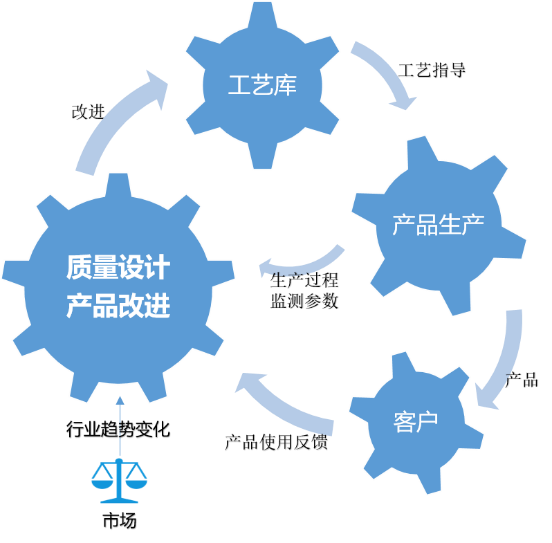 工艺库
工艺指导
改进
产品生产
质量设计
产品改进
生产过程
监测参数
产品
客户
行业趋势变化
产品使用反馈
市场